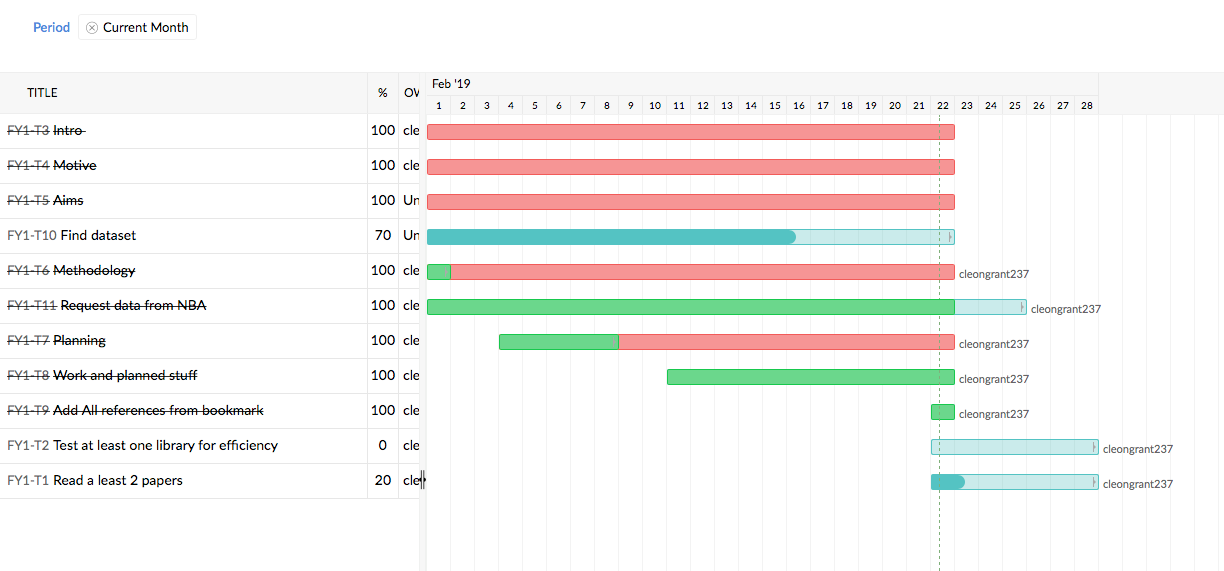 Period Current Month
TITLE % OW Feb '19
1 2 3 4 5 6 7 8 9 10 11 12 13 14 15 16 17 18 19 20 21 22 23 24 25 26 27 28
FY1-T3 Intro 100 cle
FY1-T4 Motive 100 cle
FY1-T5 Aims 100 Un
FY1-T10 Find dataset 70 Un
FY1-T6 Methodology 100 cle cleongrant237
FY1-T11 Request data from NBA 100 cle cleongrant237
FY1-T7 Planning 100 cle cleongrant237
FY1-T8 Work and planned stuff 100 cle cleongrant237
FY1-T9 Add All references from bookmark 100 cle cleongrant237
FY1-T2 Test at least one library for efficiency 0 cle cleongrant237
FY1-T1 Read a least 2 papers 20 cle cleongrant237